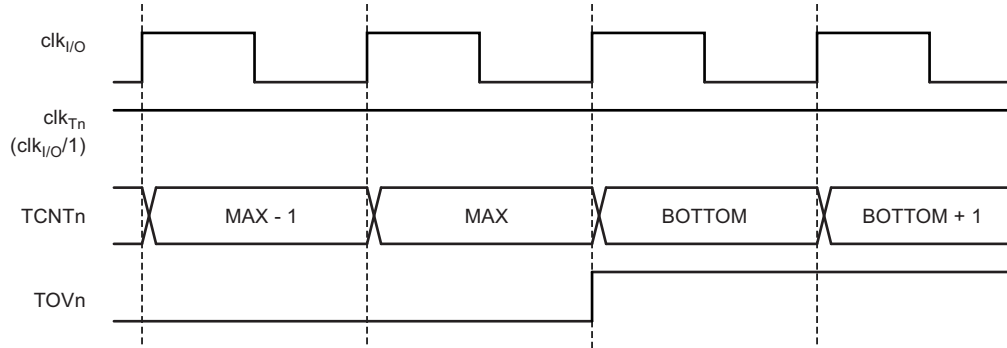 clkI/O
clkTn
(clkI/O/1)
TCNTn MAX - 1 MAX BOTTOM BOTTOM + 1
TOVn